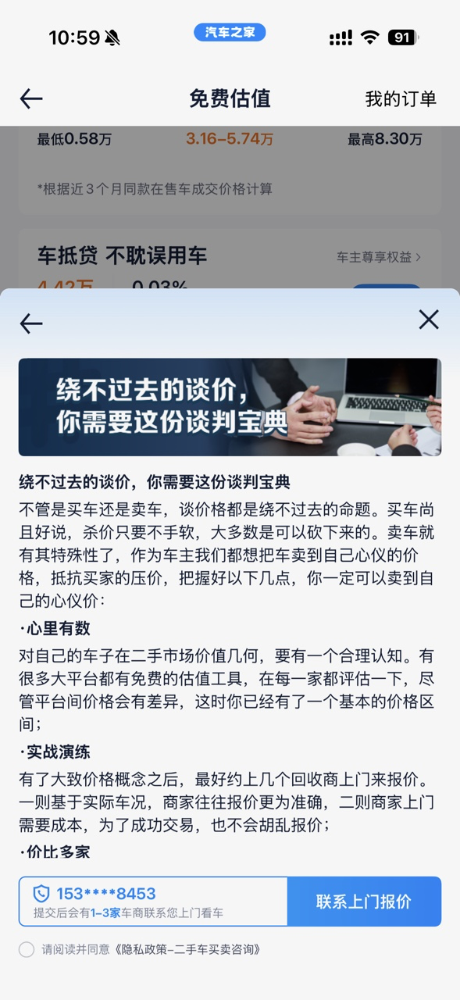 10:59
汽车之家
91
免费估值
我的订单
最低0.58万
3.16–5.74万
最高8.30万
*根据近3个月同款在售车成交价格计算
车抵贷 不耽误用车
车主尊享权益
4.42万
0.03%
绕不过去的谈价，
你需要这份谈判宝典
绕不过去的谈价，你需要这份谈判宝典
不管是买车还是卖车，谈价格都是绕不过去的命题。买车尚
且好说，杀价只要不手软，大多数是可以砍下来的。卖车就
有其特殊性了，作为车主我们都想把车卖到自己心仪的价
格，抵抗买家的压价，把握好以下几点，你一定可以卖到自
己的心仪价：
·心里有数
对自己的车子在二手市场价值几何，要有一个合理认知。有
很多大平台都有免费的估值工具，在每一家都评估一下，尽
管平台间价格会有差异，这时你已经有了一个基本的价格区
间；
·实战演练
有了大致价格概念之后，最好约上几个回收商上门来报价。
一则基于实际车况，商家往往报价更为准确，二则商家上门
需要成本，为了成功交易，也不会胡乱报价；
·价比多家
153****8453
提交后会有1–3家车商联系您上门看车
联系上门报价
请阅读并同意《隐私政策–二手车买卖咨询》